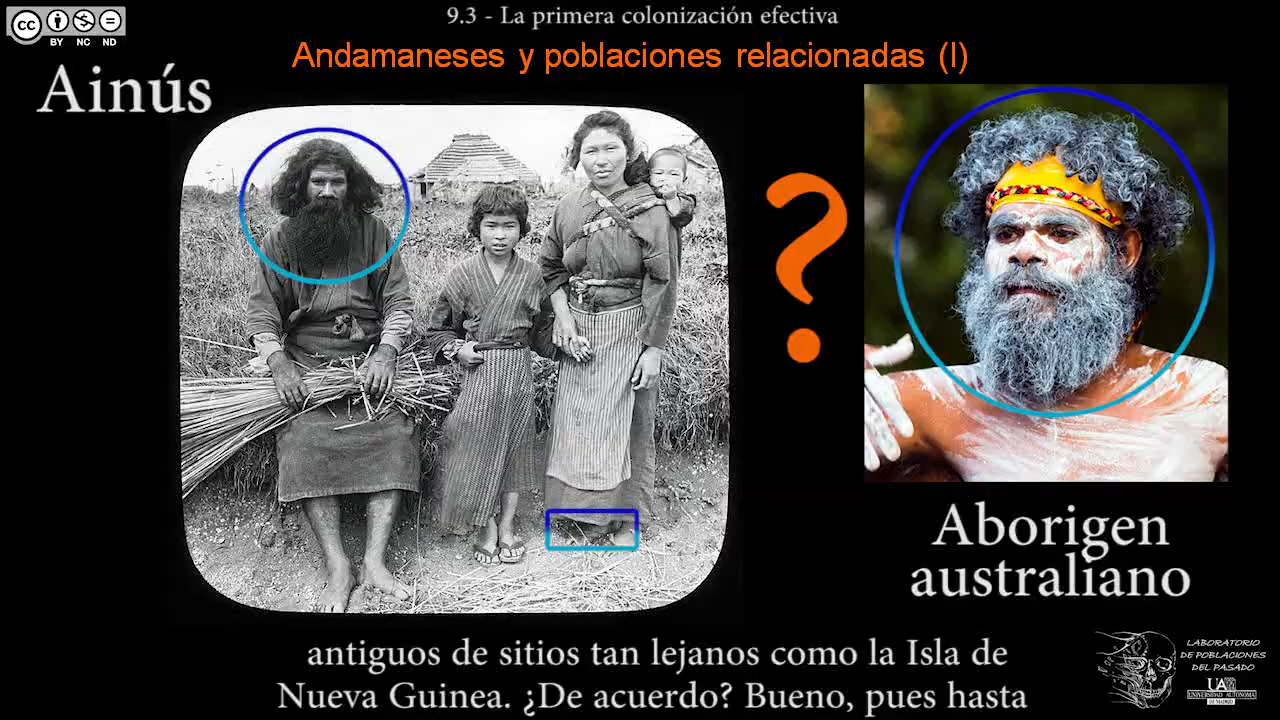 9.3 - La primera colonización efectiva
cc
BY NC ND
Andamaneses y poblaciones relacionadas (I)
Ainús
?
Aborigen
australiano
antiguos de sitios tan lejanos como la Isla de
Nueva Guinea. ¿De acuerdo? Bueno, pues hasta
LABORATORIO
DE POBLACIONES
DEL PASADO
UAM
UNIVERSIDAD AUTONOMA
DE MADRID